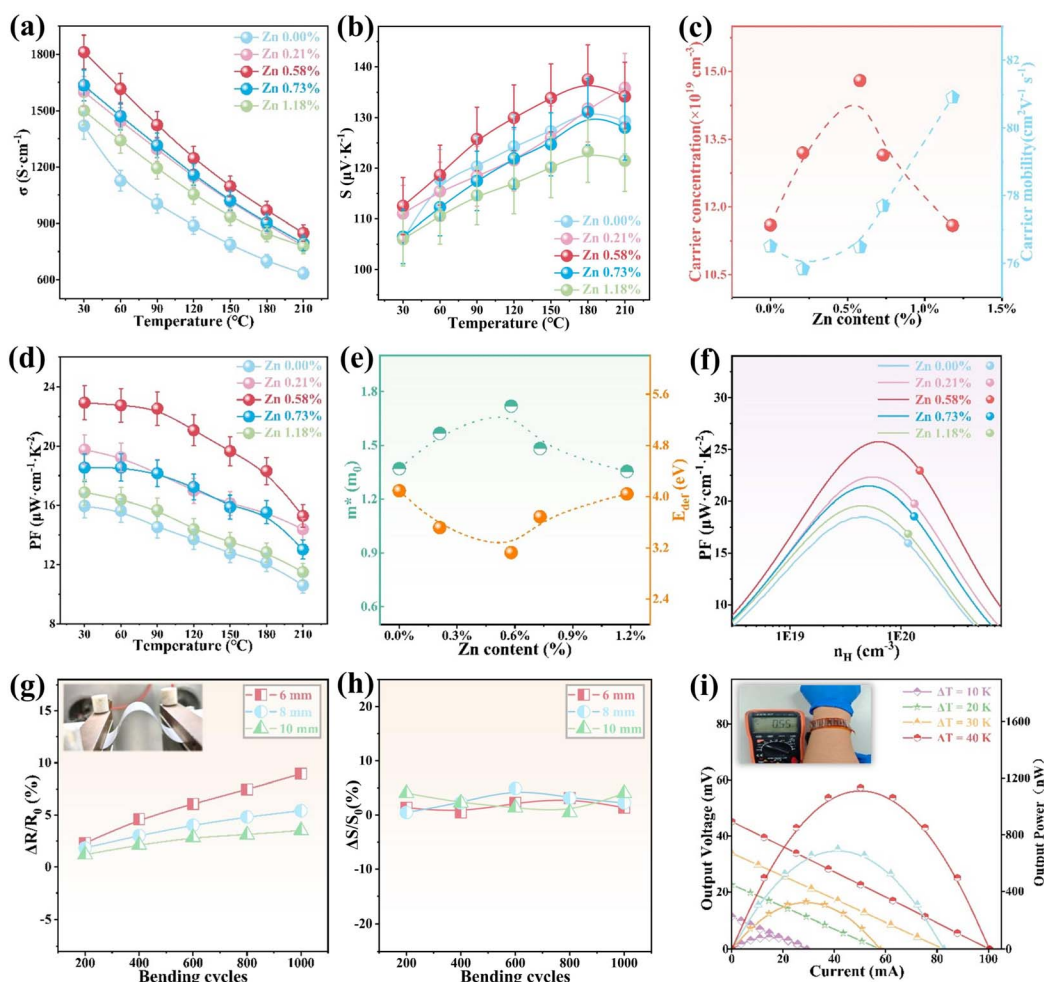 (a)
1800
1500
1200
900
600
σ (S·cm⁻¹)
Zn 0.00%
Zn 0.21%
Zn 0.58%
Zn 0.73%
Zn 1.18%
30 60 90 120 150 180 210
Temperature (℃)
(b)
140
130
120
110
100
S (μV·K⁻¹)
Zn 0.00%
Zn 0.21%
Zn 0.58%
Zn 0.73%
Zn 1.18%
30 60 90 120 150 180 210
Temperature (℃)
(c)
15.0
13.5
12.0
10.5
Carrier concentration(×10¹⁹ cm⁻³)
82
80
78
76
Carrier mobility(cm²V⁻¹ s⁻¹)
0.0% 0.5% 1.0% 1.5%
Zn content (%)
(d)
24
20
16
12
8
PF (μW·cm⁻¹·K⁻²)
Zn 0.00%
Zn 0.21%
Zn 0.58%
Zn 0.73%
Zn 1.18%
30 60 90 120 150 180 210
Temperature (℃)
(e)
1.8
1.5
1.2
0.9
0.6
m* (m₀)
5.6
4.8
4.0
3.2
2.4
E_def (eV)
0.0% 0.3% 0.6% 0.9% 1.2%
Zn content (%)
(f)
30
25
20
15
10
PF (μW·cm⁻¹·K⁻²)
Zn 0.00%
Zn 0.21%
Zn 0.58%
Zn 0.73%
Zn 1.18%
1E19 1E20
n_H (cm⁻³)
(g)
15
10
5
0
-5
ΔR/R₀ (%)
6 mm
8 mm
10 mm
200 400 600 800 1000
Bending cycles
(h)
20
10
0
-10
-20
ΔS/S₀(%)
6 mm
8 mm
10 mm
200 400 600 800 1000
Bending cycles
(i)
80
60
40
20
0
Output Voltage (mV)
ΔT = 10 K
ΔT = 20 K
ΔT = 30 K
ΔT = 40 K
1600
1200
800
400
0
Output Power (nW)
0 20 40 60 80 100
Current (mA)